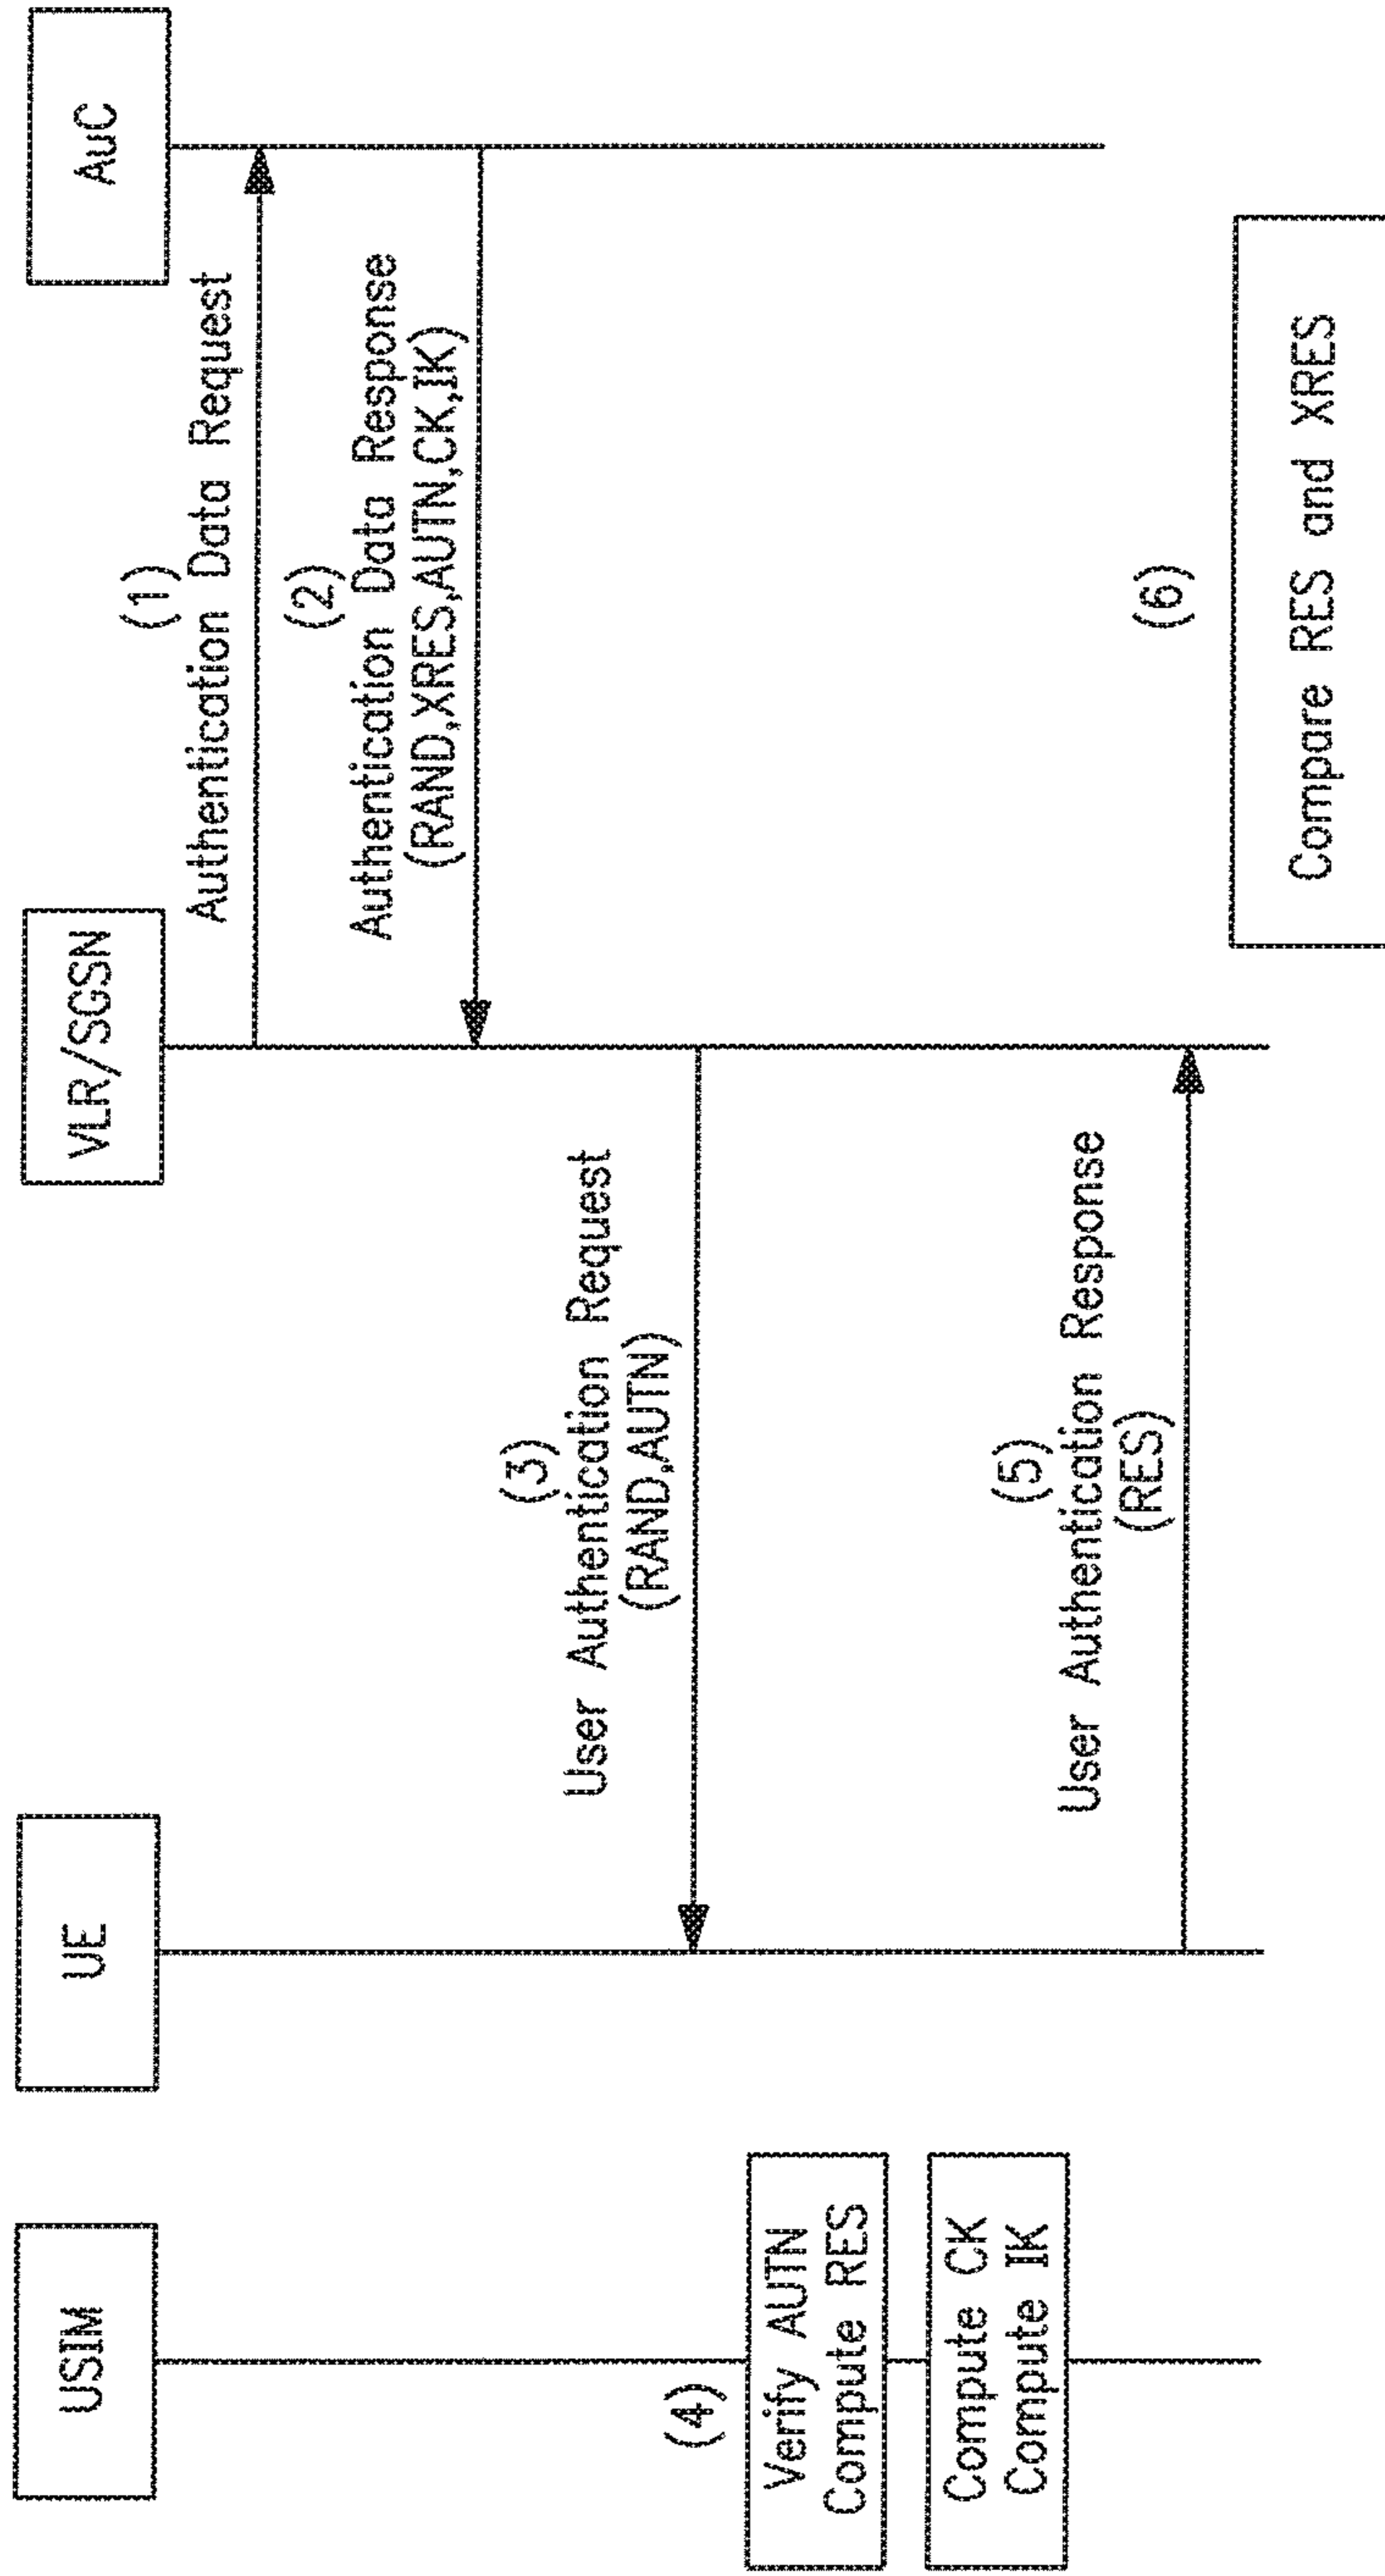 USIM
UE
VLR/SGSN
AuC
(1)
Authentication Data Request
(2)
Authentication Data Response
(RAND,XRES,AUTN,CK,IK)
(3)
User Authentication Request
(RAND,AUTN)
(4)
Verify AUTN
Compute RES
Compute CK
Compute IK
(5)
User Authentication Response
(RES)
(6)
Compare RES and XRES